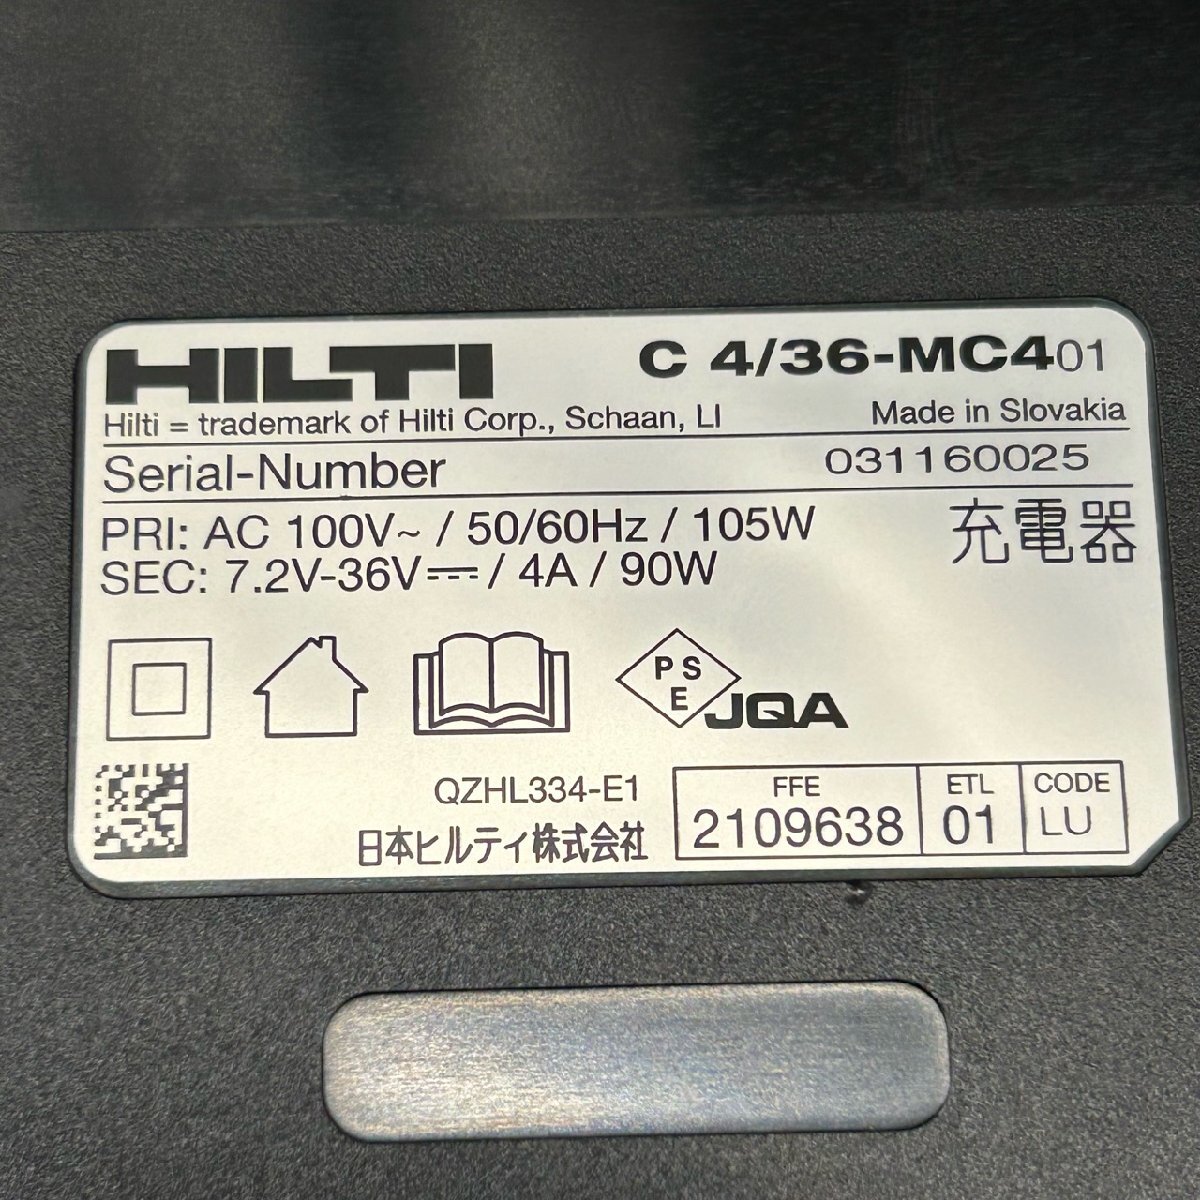 HILTI
C 4/36-MC401
Hilti = trademark of Hilti Corp., Schaan, LI
Made in Slovakia
Serial-Number
031160025
PRI: AC 100V~ / 50/60Hz / 105W
充電器
SEC: 7.2V-36V⎓ / 4A / 90W
PS
E
JQA
QZHL334-E1
日本ヒルティ株式会社
FFE
2109638
ETL
01
CODE
LU